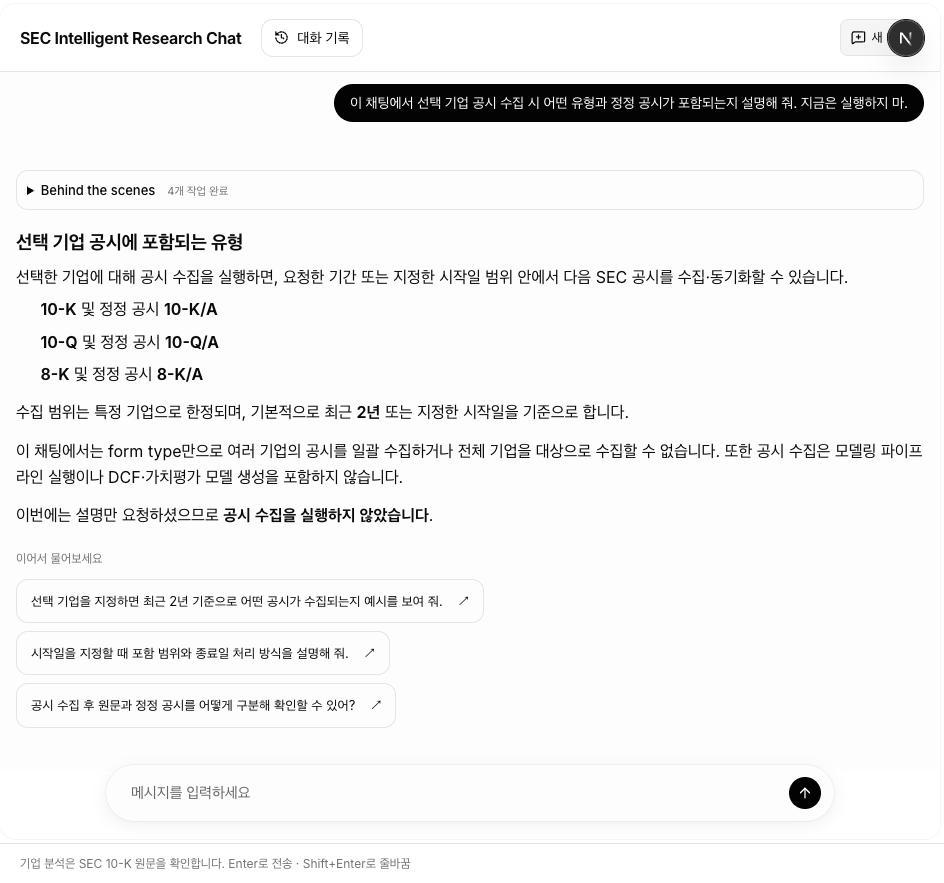 SEC Intelligent Research Chat
대화 기록
새
N
이 채팅에서 선택 기업 공시 수집 시 어떤 유형과 정정 공시가 포함되는지 설명해 줘. 지금은 실행하지 마.
Behind the scenes 4개 작업 완료
선택 기업 공시에 포함되는 유형
선택한 기업에 대해 공시 수집을 실행하면, 요청한 기간 또는 지정한 시작일 범위 안에서 다음 SEC 공시를 수집·동기화할 수 있습니다.
10-K 및 정정 공시 10-K/A
10-Q 및 정정 공시 10-Q/A
8-K 및 정정 공시 8-K/A
수집 범위는 특정 기업으로 한정되며, 기본적으로 최근 2년 또는 지정한 시작일을 기준으로 합니다.
이 채팅에서는 form type만으로 여러 기업의 공시를 일괄 수집하거나 전체 기업을 대상으로 수집할 수 없습니다. 또한 공시 수집은 모델링 파이프
라인 실행이나 DCF·가치평가 모델 생성을 포함하지 않습니다.
이번에는 설명만 요청하셨으므로 공시 수집을 실행하지 않았습니다.
이어서 물어보세요
선택 기업을 지정하면 최근 2년 기준으로 어떤 공시가 수집되는지 예시를 보여 줘. ↗
시작일을 지정할 때 포함 범위와 종료일 처리 방식을 설명해 줘. ↗
공시 수집 후 원문과 정정 공시를 어떻게 구분해 확인할 수 있어? ↗
메시지를 입력하세요
기업 분석은 SEC 10-K 원문을 확인합니다. Enter로 전송 · Shift+Enter로 줄바꿈